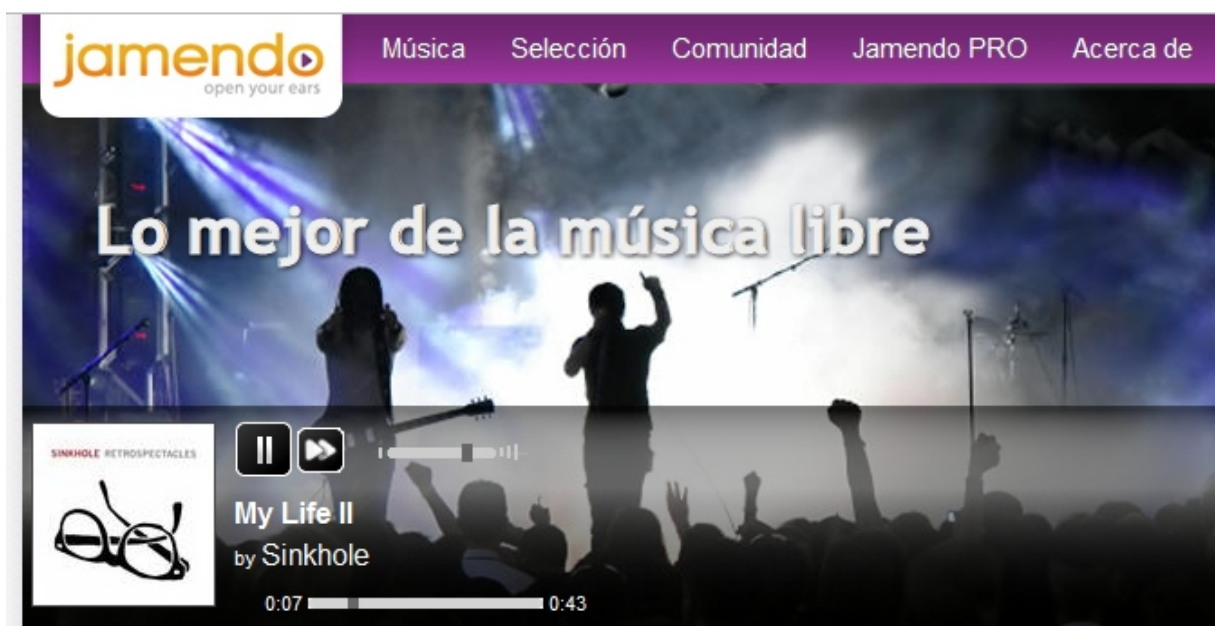 jamendo
open your ears
Música Selección Comunidad Jamendo PRO Acerca de
Lo mejor de la música libre
SINKHOLE RETROSPECTACLES
My Life II
by Sinkhole
0:07 0:43